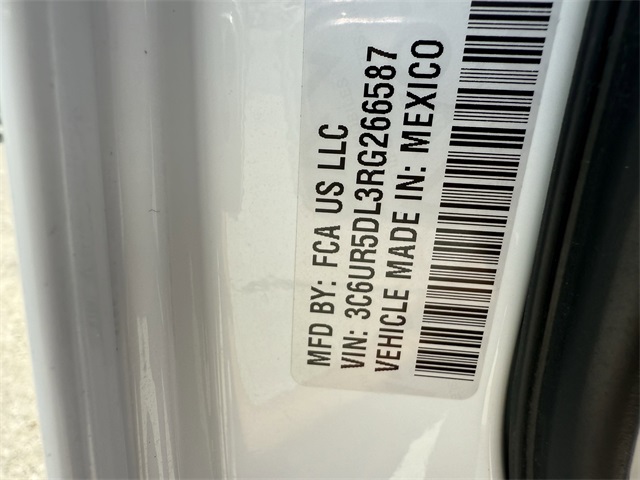 MFD BY: FCA US LLC
VIN: 3C6UR5DL3RG266587
VEHICLE MADE IN: MEXICO